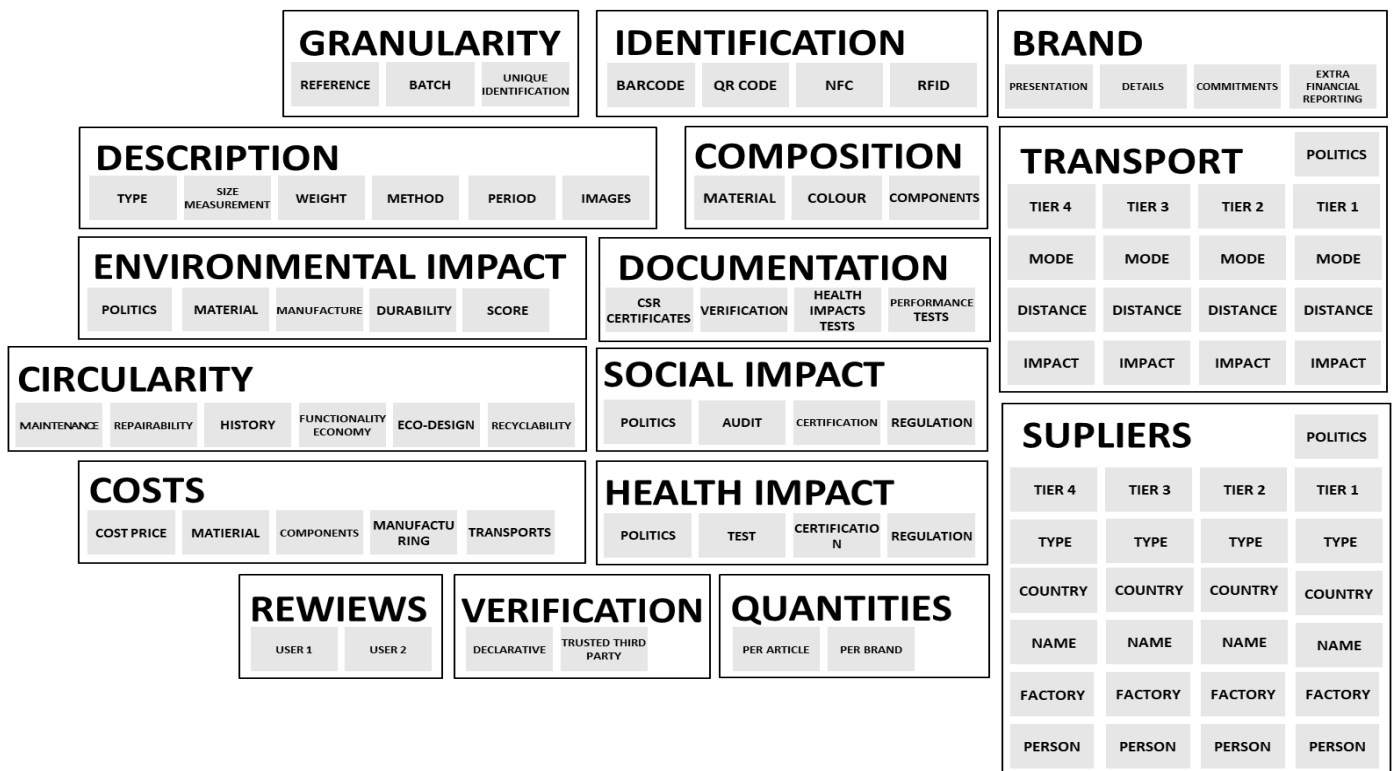 GRANULARITY
REFERENCE
BATCH
UNIQUE
IDENTIFICATION
IDENTIFICATION
BARCODE
QR CODE
NFC
RFID
BRAND
PRESENTATION
DETAILS
COMMITMENTS
EXTRA
FINANCIAL
REPORTING
DESCRIPTION
TYPE
SIZE
MEASUREMENT
WEIGHT
METHOD
PERIOD
IMAGES
COMPOSITION
MATERIAL
COLOUR
COMPONENTS
TRANSPORT
POLITICS
TIER 4
TIER 3
TIER 2
TIER 1
MODE
MODE
MODE
MODE
DISTANCE
DISTANCE
DISTANCE
DISTANCE
IMPACT
IMPACT
IMPACT
IMPACT
ENVIRONMENTAL IMPACT
POLITICS
MATERIAL
MANUFACTURE
DURABILITY
SCORE
DOCUMENTATION
CSR
CERTIFICATES
VERIFICATION
HEALTH
IMPACTS
TESTS
PERFORMANCE
TESTS
CIRCULARITY
MAINTENANCE
REPAIRABILITY
HISTORY
FUNCTIONALITY
ECONOMY
ECO-DESIGN
RECYCLABILITY
SOCIAL IMPACT
POLITICS
AUDIT
CERTIFICATION
REGULATION
SUPLIERS
POLITICS
TIER 4
TIER 3
TIER 2
TIER 1
TYPE
TYPE
TYPE
TYPE
COUNTRY
COUNTRY
COUNTRY
COUNTRY
NAME
NAME
NAME
NAME
FACTORY
FACTORY
FACTORY
FACTORY
PERSON
PERSON
PERSON
PERSON
COSTS
COST PRICE
MATIERIAL
COMPONENTS
MANUFACTU
RING
TRANSPORTS
HEALTH IMPACT
POLITICS
TEST
CERTIFICATIO
N
REGULATION
REWIEWS
USER 1
USER 2
VERIFICATION
DECLARATIVE
TRUSTED THIRD
PARTY
QUANTITIES
PER ARTICLE
PER BRAND